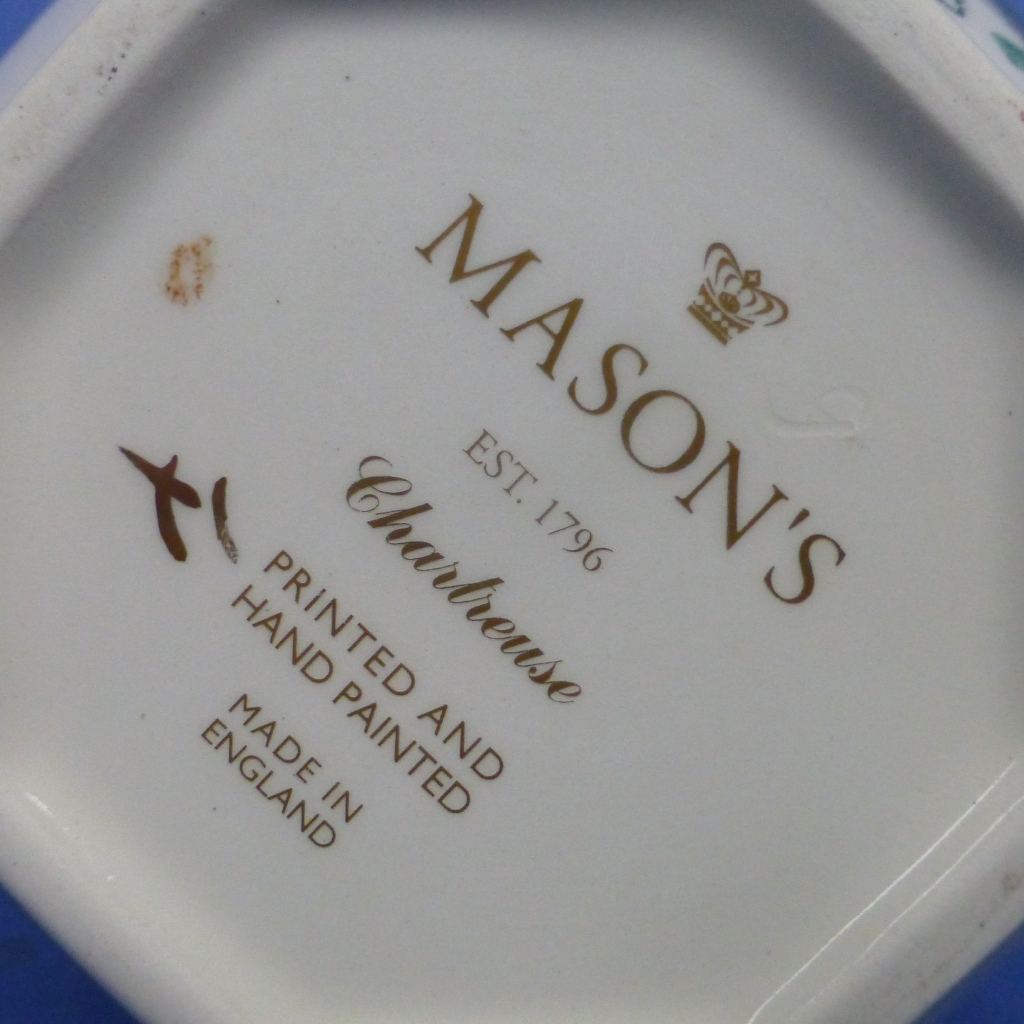 MASON'S
EST. 1796
Chartreuse
PRINTED AND
HAND PAINTED
MADE IN
ENGLAND